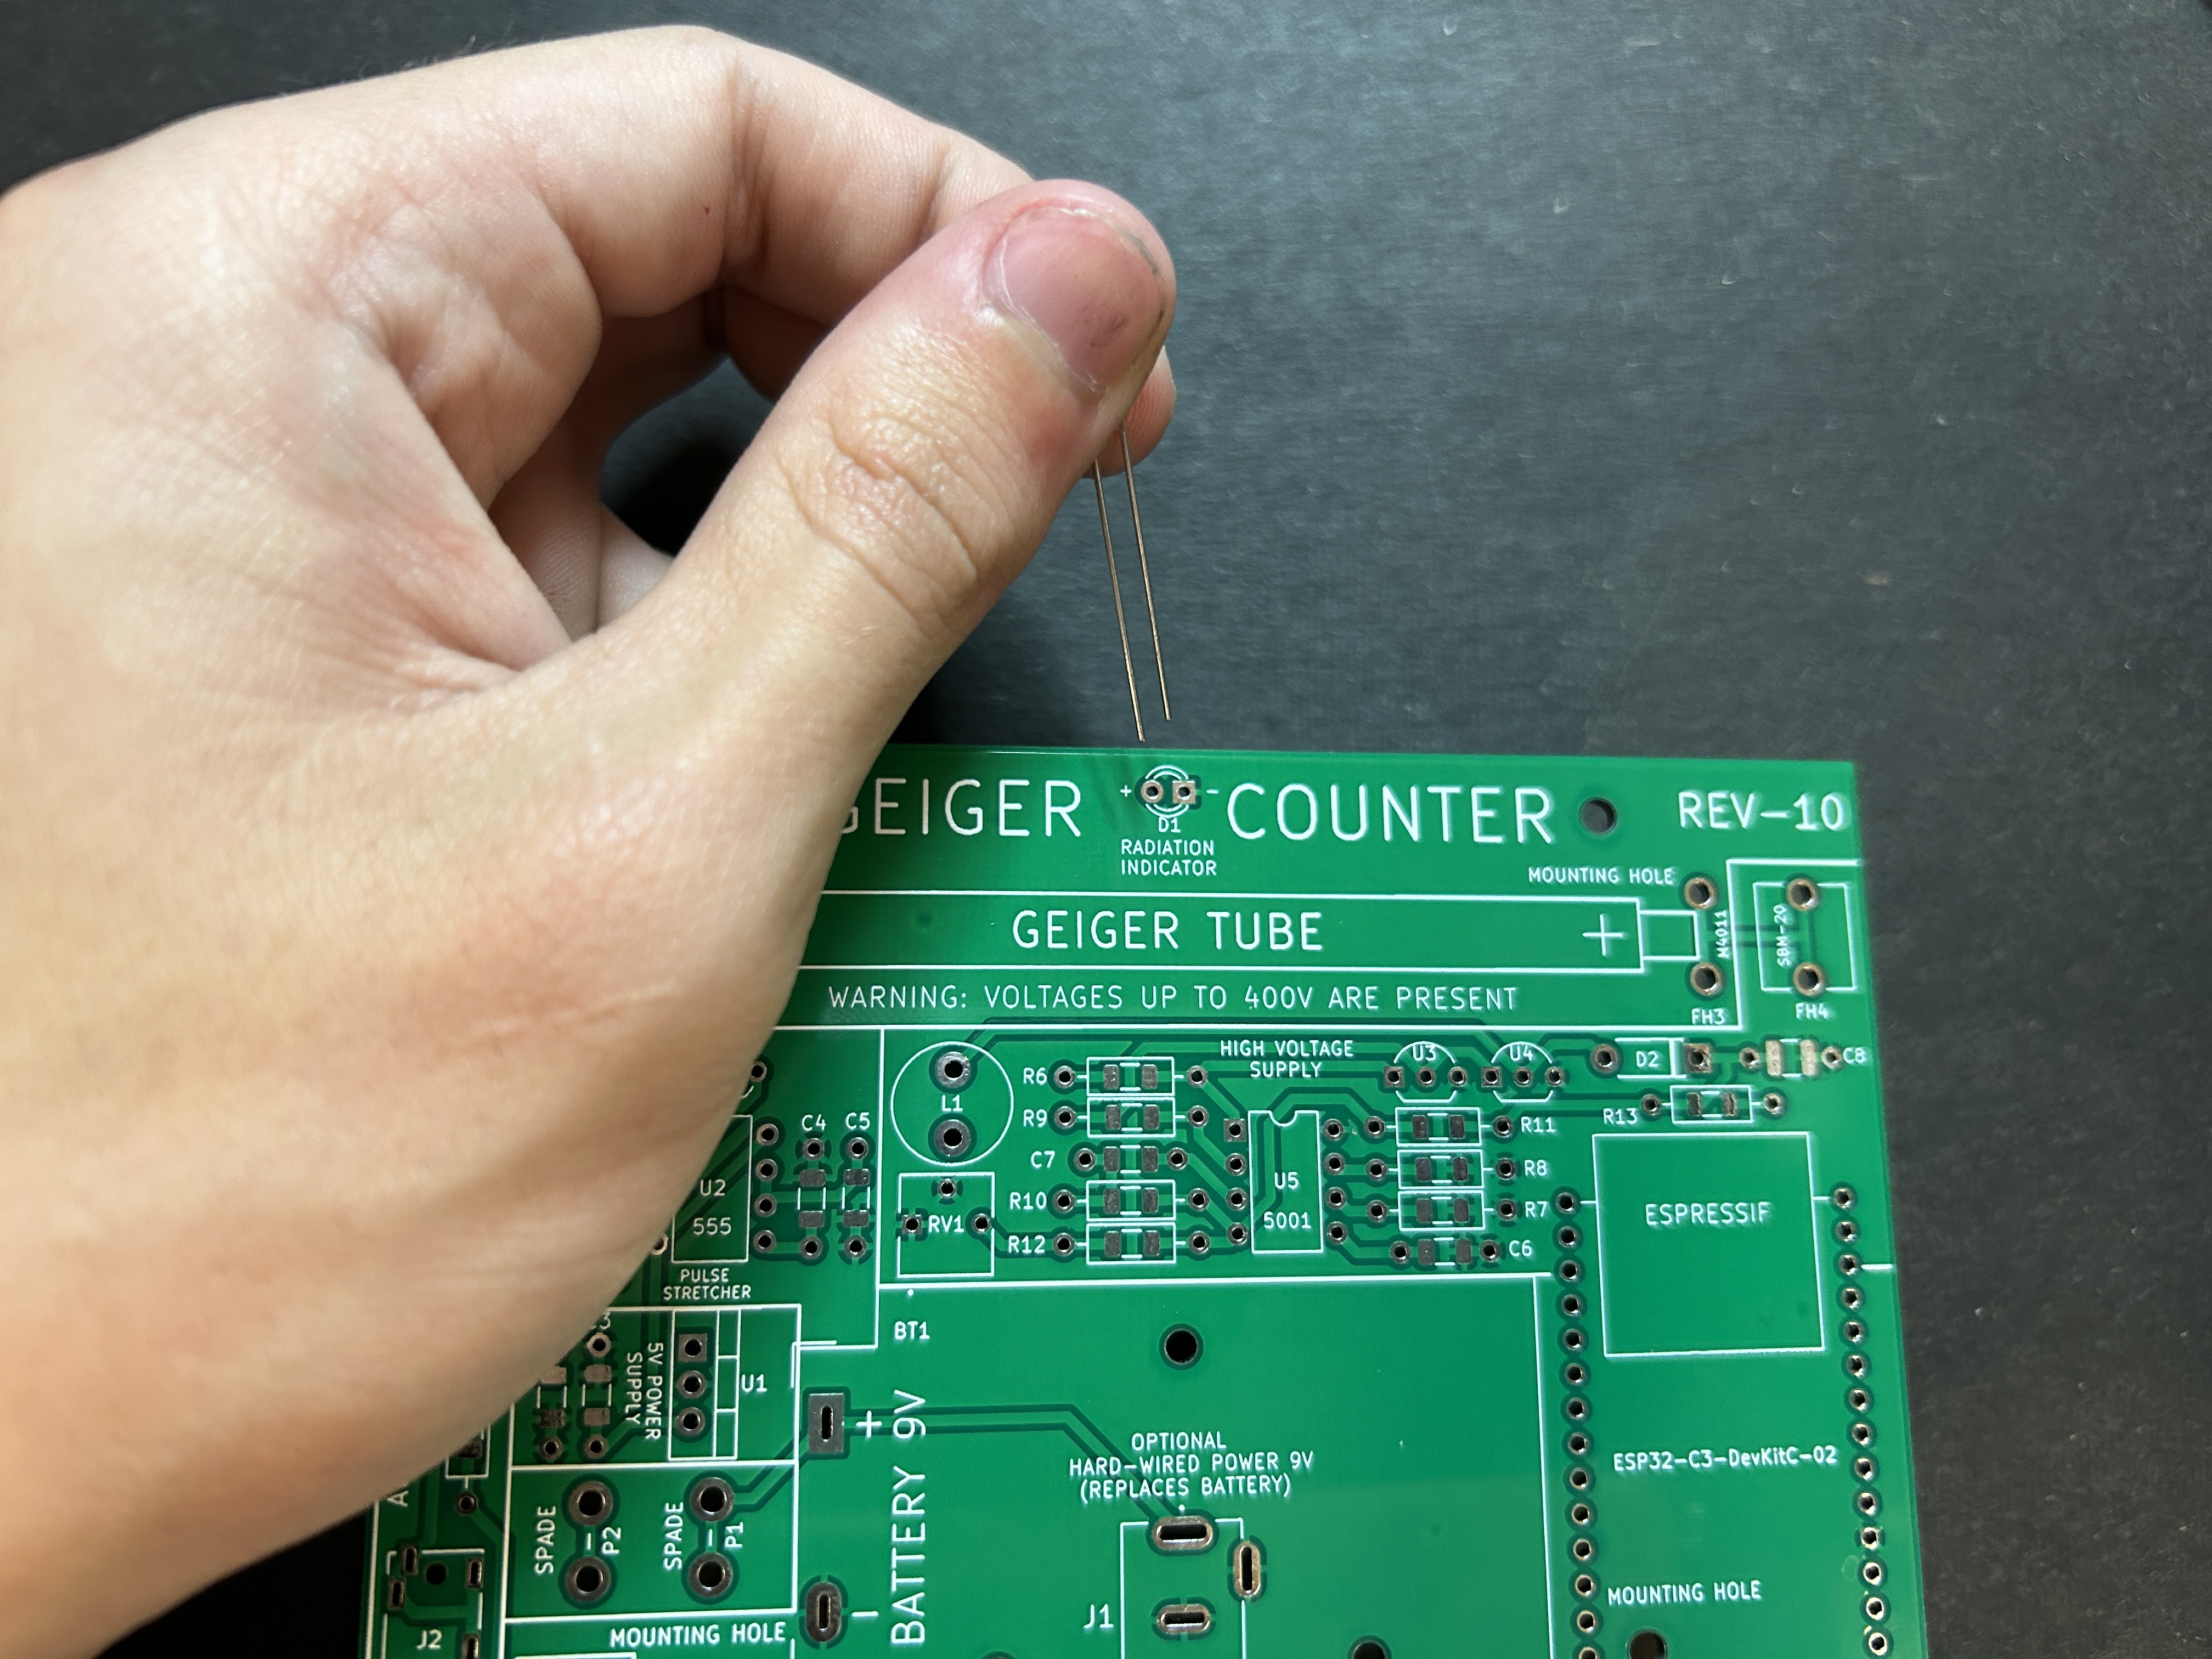 GEIGER COUNTER REV-10
RADIATION
INDICATOR
+
D1
-
MOUNTING HOLE
GEIGER TUBE
+
M4011
SBM-20
FH3
FH4
WARNING: VOLTAGES UP TO 400V ARE PRESENT
HIGH VOLTAGE
SUPPLY
L1
RV1
R12
R10
C7
R9
R6
U5
5001
U3
U4
C6
R7
R8
R11
R13
D2
C8
U2
555
C4
C5
PULSE
STRETCHER
5V POWER
SUPPLY
U1
J2
SPADE
-
P2
SPADE
-
P1
MOUNTING HOLE
-
+
BATTERY 9V
BT1
OPTIONAL
HARD-WIRED POWER 9V
(REPLACES BATTERY)
J1
ESPRESSIF
ESP32-C3-DevKitC-02
MOUNTING HOLE